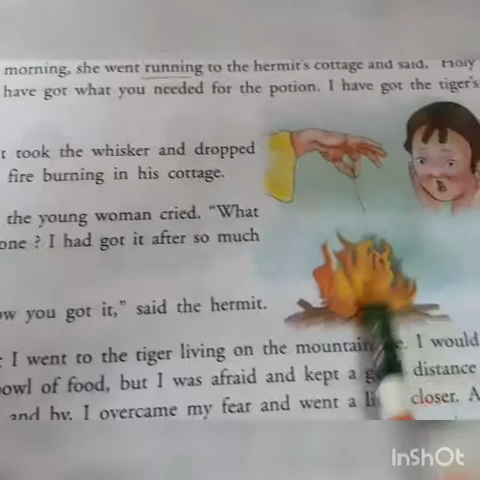 morning, she went running to the hermit's cottage and said. Holy
have got what you needed for the potion. I have got the tiger's
t took the whisker and dropped
fire burning in his cottage.
the young woman cried. "What
one ? I had got it after so much
ow you got it," said the hermit.
I went to the tiger living on the mountain I would
owl of food, but I was afraid and kept a distance
and by, I overcame my fear and went a closer. A
InShOt